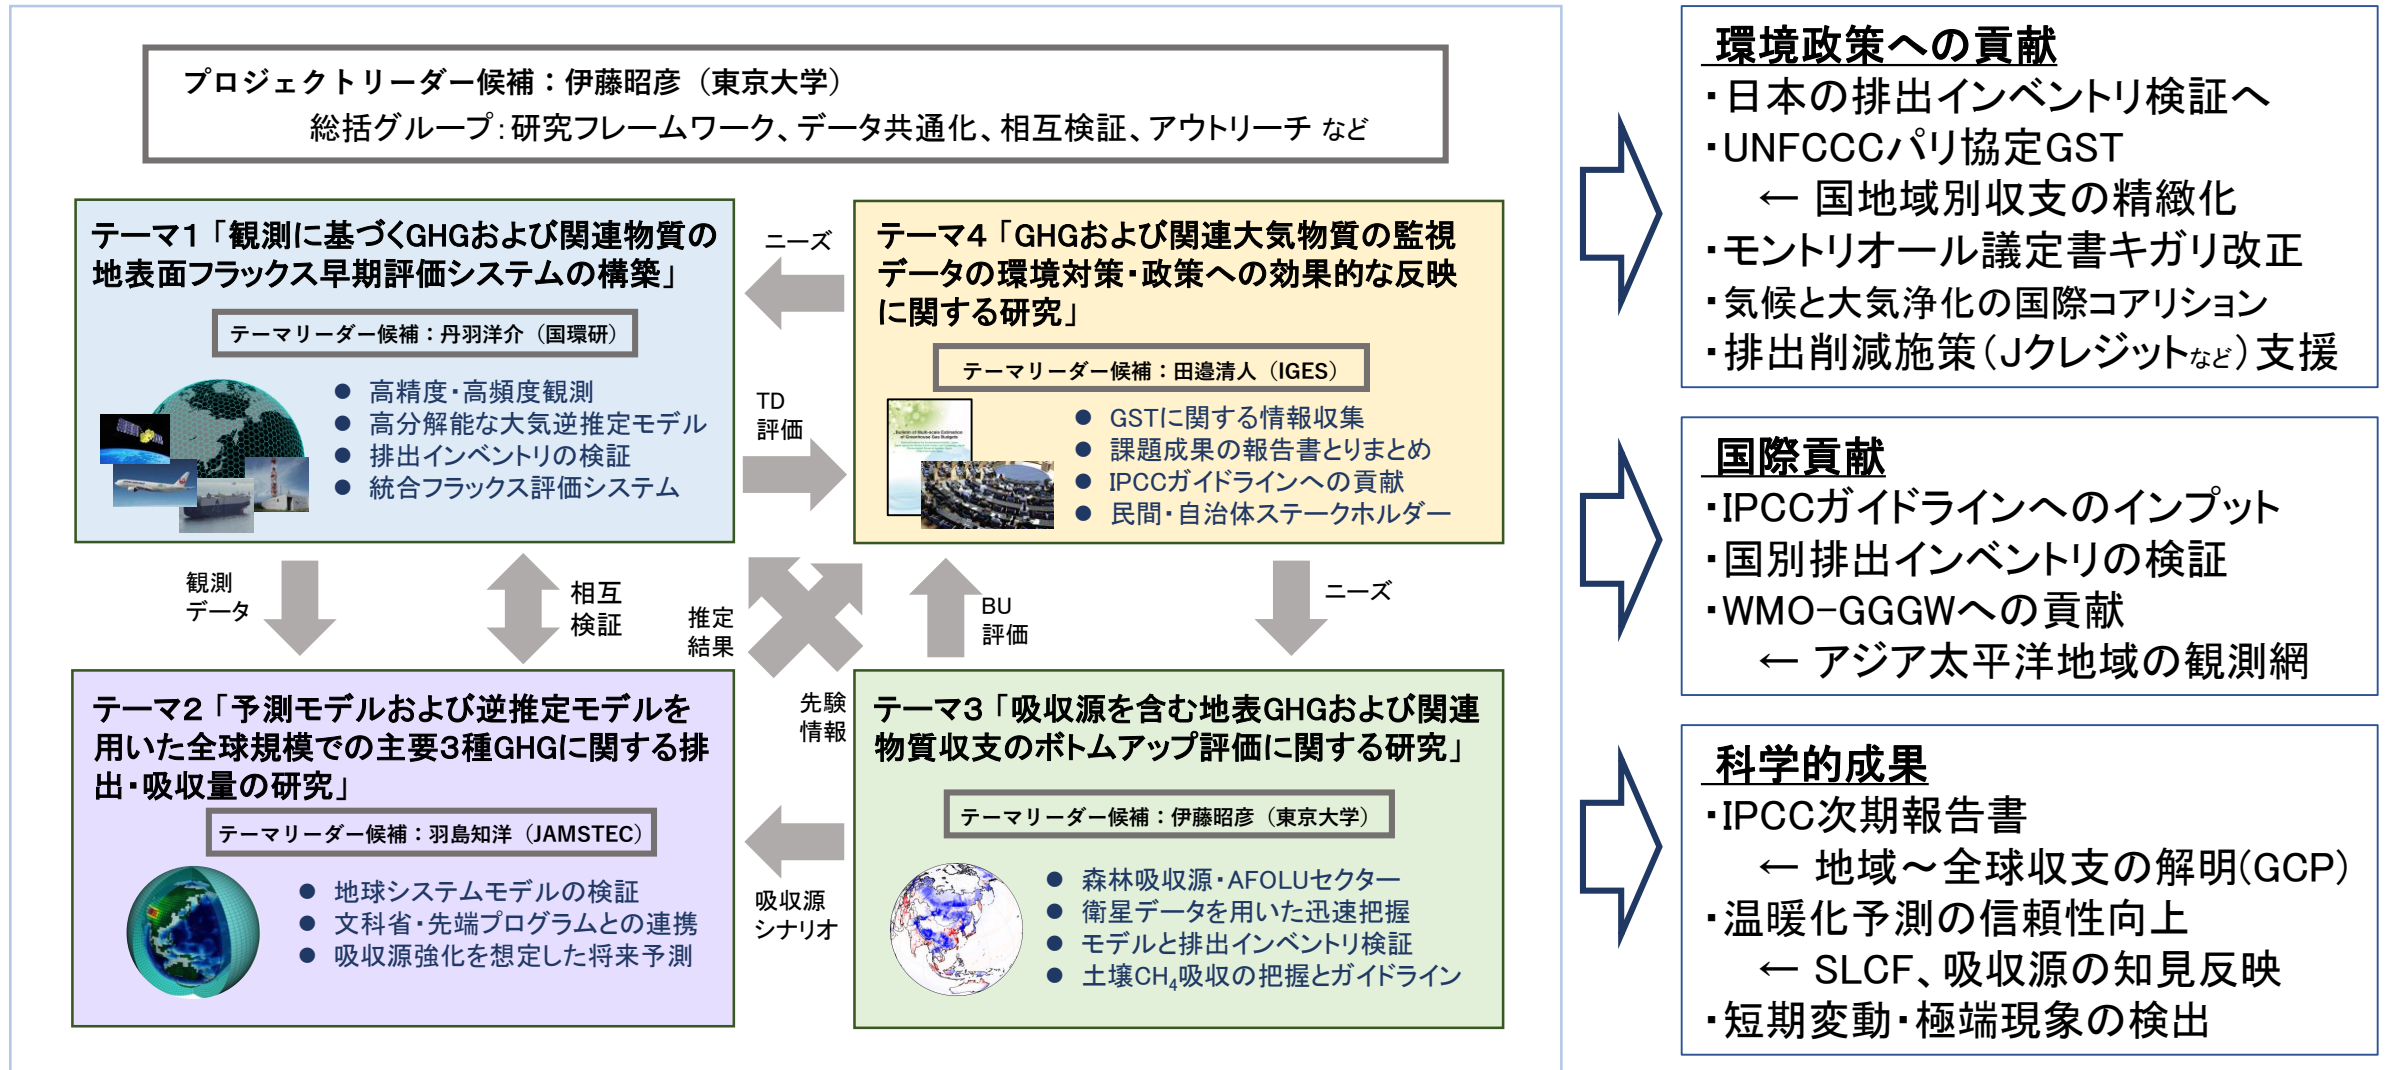 プロジェクトリーダー候補：伊藤昭彦（東京大学）
総括グループ：研究フレームワーク、データ共通化、相互検証、アウトリーチ など
テーマ1「観測に基づくGHGおよび関連物質の
地表面フラックス早期評価システムの構築」
テーマリーダー候補：丹羽洋介（国環研）
● 高精度・高頻度観測
● 高分解能な大気逆推定モデル
● 排出インベントリの検証
● 統合フラックス評価システム
ニーズ
TD
評価
テーマ4「GHGおよび関連大気物質の監視
データの環境対策・政策への効果的な反映
に関する研究」
テーマリーダー候補：田邉清人（IGES）
Bulletin of Multi-scale Estimation
of Greenhouse Gas Budgets
● GSTに関する情報収集
● 課題成果の報告書とりまとめ
● IPCCガイドラインへの貢献
● 民間・自治体ステークホルダー
観測
データ
相互
検証
推定
結果
先験
情報
BU
評価
ニーズ
テーマ2「予測モデルおよび逆推定モデルを
用いた全球規模での主要3種GHGに関する排
出・吸収量の研究」
テーマリーダー候補：羽島知洋（JAMSTEC）
● 地球システムモデルの検証
● 文科省・先端プログラムとの連携
● 吸収源強化を想定した将来予測
吸収源
シナリオ
テーマ3「吸収源を含む地表GHGおよび関連
物質収支のボトムアップ評価に関する研究」
テーマリーダー候補：伊藤昭彦（東京大学）
● 森林吸収源・AFOLUセクター
● 衛星データを用いた迅速把握
● モデルと排出インベントリ検証
● 土壌CH₄吸収の把握とガイドライン
環境政策への貢献
・日本の排出インベントリ検証へ
・UNFCCCパリ協定GST
← 国地域別収支の精緻化
・モントリオール議定書キガリ改正
・気候と大気浄化の国際コアリション
・排出削減施策（Jクレジットなど）支援
国際貢献
・IPCCガイドラインへのインプット
・国別排出インベントリの検証
・WMO-GGGWへの貢献
← アジア太平洋地域の観測網
科学的成果
・IPCC次期報告書
← 地域～全球収支の解明(GCP)
・温暖化予測の信頼性向上
← SLCF、吸収源の知見反映
・短期変動・極端現象の検出